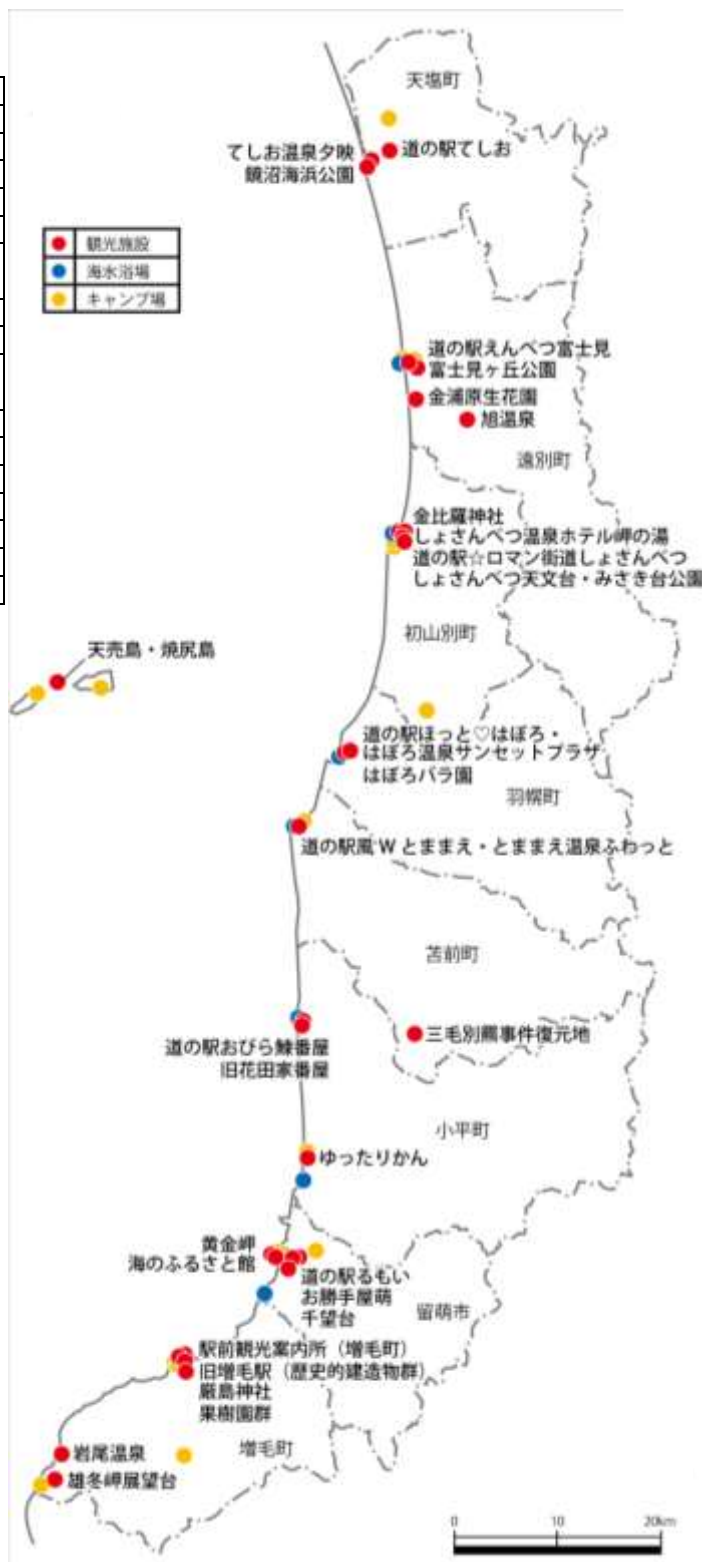 天塩町
てしお温泉夕映
鏡沼海浜公園
道の駅てしお
観光施設
海水浴場
キャンプ場
道の駅えんべつ富士見
富士見ヶ丘公園
金浦原生花園
旭温泉
遠別町
金比羅神社
しょさんべつ温泉ホテル岬の湯
道の駅☆ロマン街道しょさんべつ
しょさんべつ天文台・みさき台公園
初山別町
天売島・焼尻島
道の駅ほっと♡はぼろ・
はぼろ温泉サンセットプラザ
はぼろバラ園
羽幌町
道の駅風Wとままえ・とままえ温泉ふわっと
苫前町
三毛別羆事件復元地
道の駅おびら鰊番屋
旧花田家番屋
小平町
ゆったりかん
黄金岬
海のふるさと館
道の駅るもい
お勝手屋萌
千望台
留萌市
駅前観光案内所（増毛町）
旧増毛駅（歴史的建造物群）
厳島神社
果樹園群
増毛町
岩尾温泉
雄冬岬展望台
0 10 20km